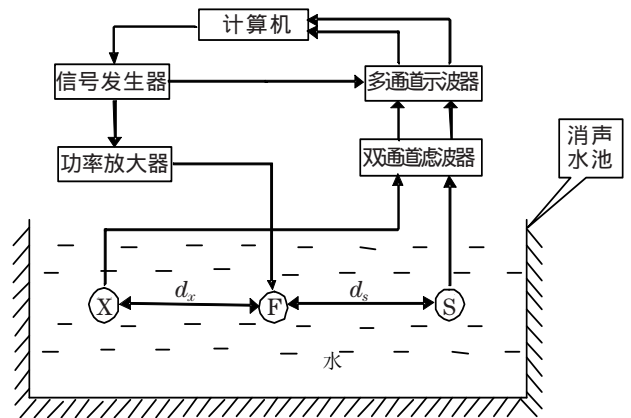 计算机
信号发生器
多通道示波器
功率放大器
双通道滤波器
消声
水池
X
dx
F
ds
S
水